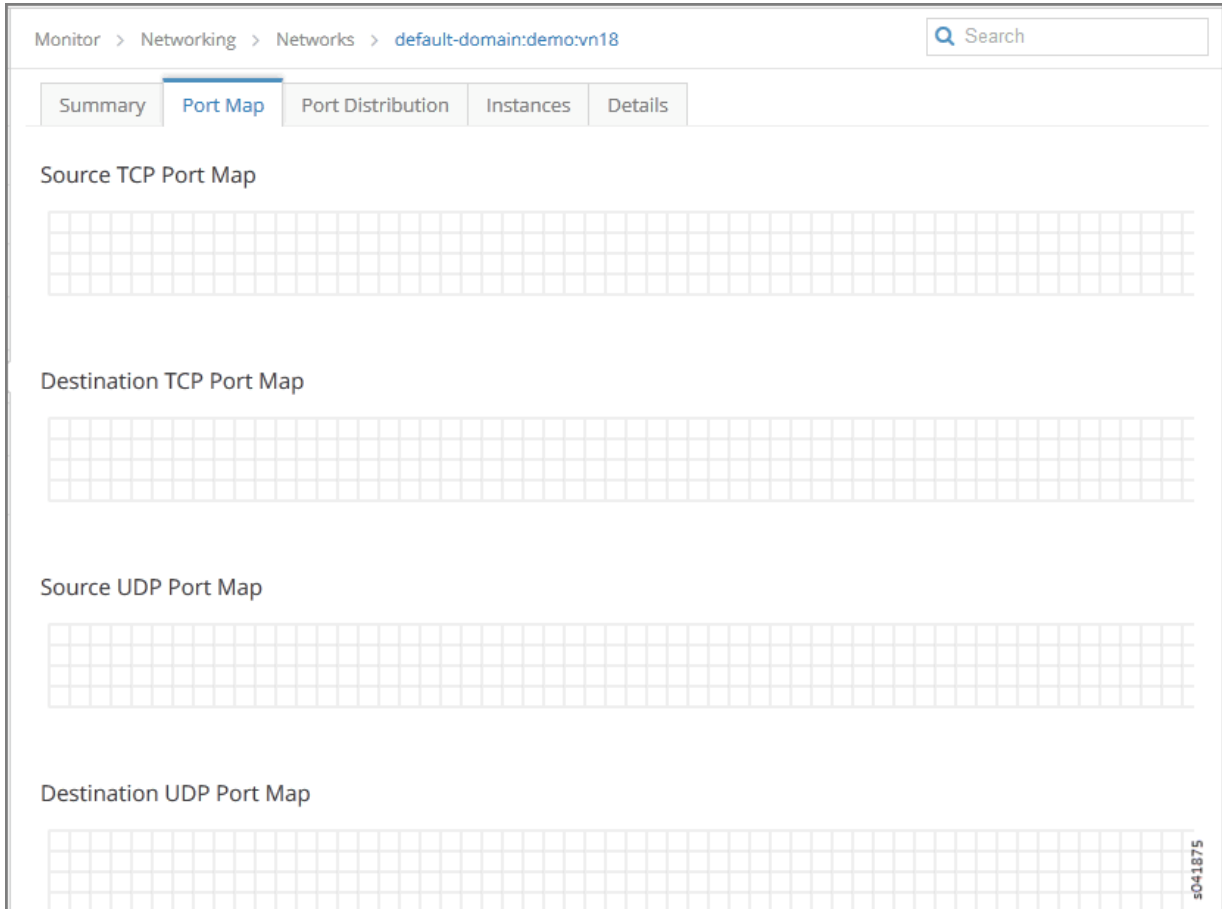 Monitor > Networking > Networks > default-domain:demo:vn18
Search
Summary
Port Map
Port Distribution
Instances
Details
Source TCP Port Map
Destination TCP Port Map
Source UDP Port Map
Destination UDP Port Map
s041875